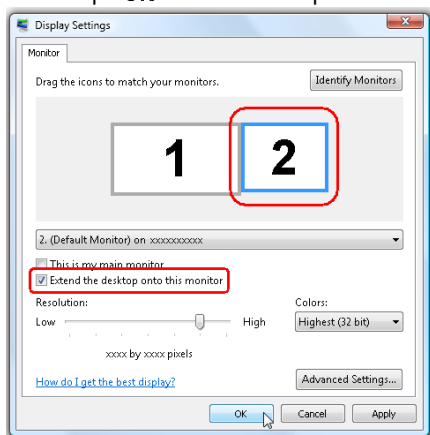 Display Settings
Monitor
Drag the icons to match your monitors.
Identify Monitors
1
2
2. (Default Monitor) on xxxxxxxxxx
This is my main monitor
Extend the desktop onto this monitor
Resolution:
Colors:
Low
High
Highest (32 bit)
xxxx by xxxx pixels
How do I get the best display?
Advanced Settings...
OK
Cancel
Apply